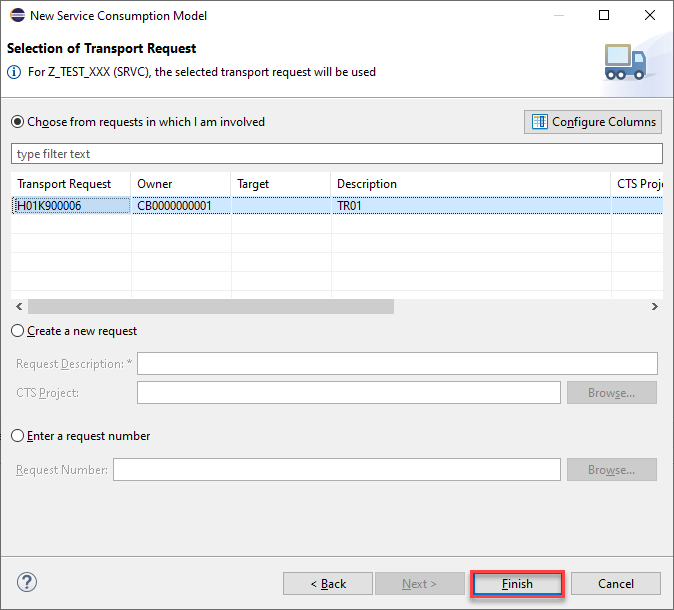 New Service Consumption Model
Selection of Transport Request
For Z_TEST_XXX (SRVC), the selected transport request will be used
Choose from requests in which I am involved
Configure Columns
type filter text
Transport Request Owner Target Description CTS Proj
H01K900006 CB0000000001 TR01
Create a new request
Request Description: *
CTS Project:
Browse...
Enter a request number
Request Number:
Browse...
?
< Back Next > Finish Cancel